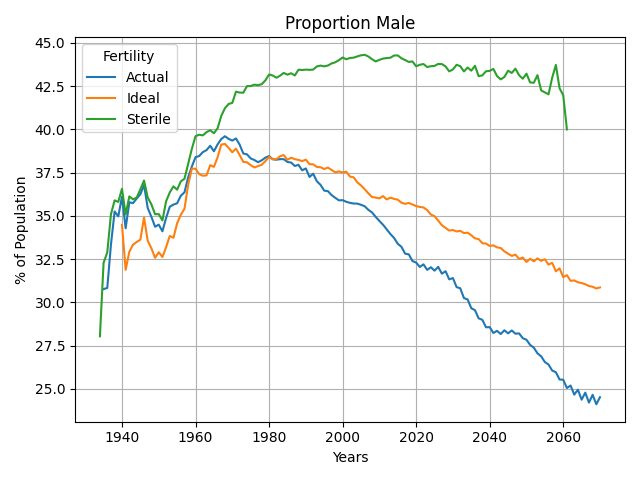 Proportion Male
45.0
42.5
40.0
37.5
35.0
32.5
30.0
27.5
25.0
% of Population
Fertility
Actual
Ideal
Sterile
1940 1960 1980 2000 2020 2040 2060
Years